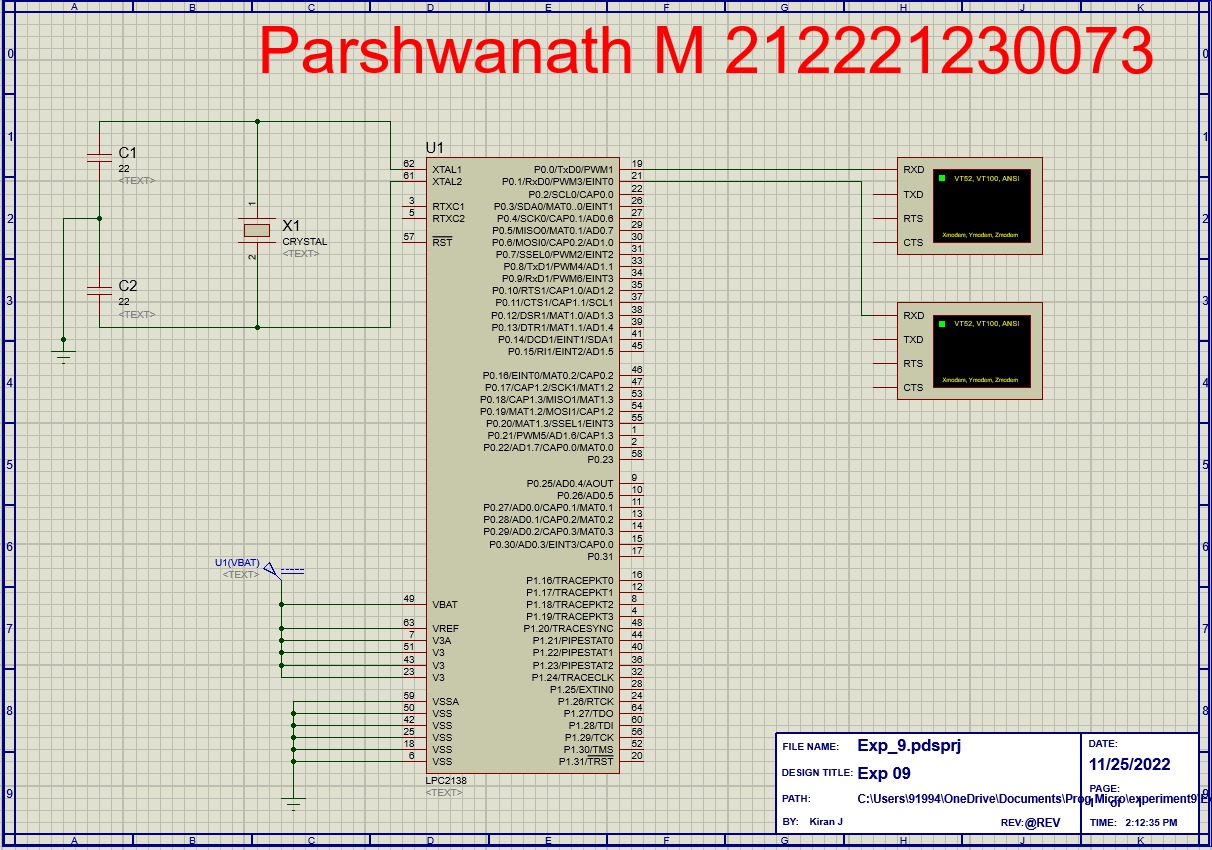 A B C D E F G H J K
Parshwanath M 212221230073
0 0
1 1
2 2
3 3
4 4
5 5
6 6
7 7
8 8
9 9
C1
22
<TEXT>
C2
22
<TEXT>
1
X1
CRYSTAL
<TEXT>
2
U1
62 XTAL1 P0.0/TxD0/PWM1 19
61 XTAL2 P0.1/RxD0/PWM3/EINT0 21
P0.2/SCL0/CAP0.0 22
3 RTXC1 P0.3/SDA0/MAT0..0/EINT1 26
5 RTXC2 P0.4/SCK0/CAP0.1/AD0.6 27
P0.5/MISO0/MAT0.1/AD0.7 29
57 RST P0.6/MOSI0/CAP0.2/AD1.0 30
P0.7/SSEL0/PWM2/EINT2 31
P0.8/TxD1/PWM4/AD1.1 33
P0.9/RxD1/PWM6/EINT3 34
P0.10/RTS1/CAP1.0/AD1.2 35
P0.11/CTS1/CAP1.1/SCL1 37
P0.12/DSR1/MAT1.0/AD1.3 38
P0.13/DTR1/MAT1.1/AD1.4 39
P0.14/DCD1/EINT1/SDA1 41
P0.15/RI1/EINT2/AD1.5 45
P0.16/EINT0/MAT0.2/CAP0.2 46
P0.17/CAP1.2/SCK1/MAT1.2 47
P0.18/CAP1.3/MISO1/MAT1.3 53
P0.19/MAT1.2/MOSI1/CAP1.2 54
P0.20/MAT1.3/SSEL1/EINT3 55
P0.21/PWM5/AD1.6/CAP1.3 1
P0.22/AD1.7/CAP0.0/MAT0.0 2
P0.23 58
P0.25/AD0.4/AOUT 9
P0.26/AD0.5 10
P0.27/AD0.0/CAP0.1/MAT0.1 11
P0.28/AD0.1/CAP0.2/MAT0.2 13
P0.29/AD0.2/CAP0.3/MAT0.3 14
P0.30/AD0.3/EINT3/CAP0.0 15
P0.31 17
P1.16/TRACEPKT0 16
P1.17/TRACEPKT1 12
49 VBAT P1.18/TRACEPKT2 8
P1.19/TRACEPKT3 4
63 VREF P1.20/TRACESYNC 48
7 V3A P1.21/PIPESTAT0 44
51 V3 P1.22/PIPESTAT1 40
43 V3 P1.23/PIPESTAT2 36
23 V3 P1.24/TRACECLK 32
P1.25/EXTIN0 28
59 VSSA P1.26/RTCK 24
50 VSS P1.27/TDO 64
42 VSS P1.28/TDI 60
25 VSS P1.29/TCK 56
18 VSS P1.30/TMS 52
6 VSS P1.31/TRST 20
LPC2138
<TEXT>
U1(VBAT)
<TEXT>
RXD VT52, VT100, ANSI
TXD
RTS
CTS Xmodem, Ymodem, Zmodem
RXD VT52, VT100, ANSI
TXD
RTS
CTS Xmodem, Ymodem, Zmodem
FILE NAME: Exp_9.pdsprj
DESIGN TITLE: Exp 09
PATH: C:\Users\91994\OneDrive\Documents\Prog Micro\experiment9\E
BY: Kiran J REV:@REV
DATE:
11/25/2022
PAGE:
of
TIME: 2:12:35 PM
A B C D E F G H J K